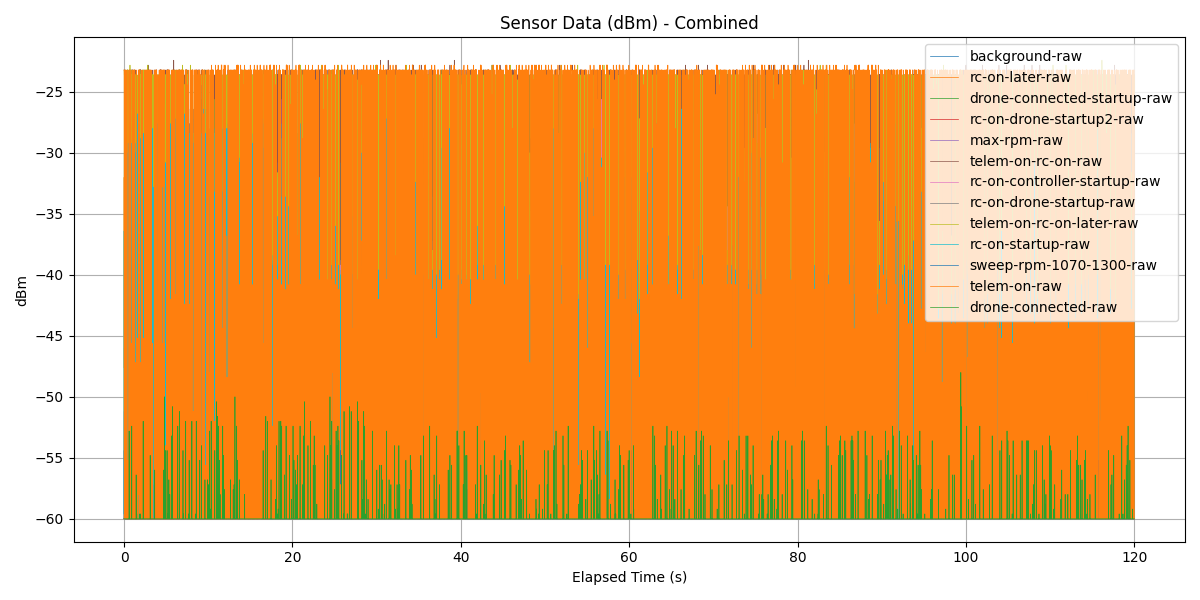 Sensor Data (dBm) - Combined
background-raw
rc-on-later-raw
drone-connected-startup-raw
rc-on-drone-startup2-raw
max-rpm-raw
telem-on-rc-on-raw
rc-on-controller-startup-raw
rc-on-drone-startup-raw
telem-on-rc-on-later-raw
rc-on-startup-raw
sweep-rpm-1070-1300-raw
telem-on-raw
drone-connected-raw
dBm
−25
−30
−35
−40
−45
−50
−55
−60
0 20 40 60 80 100 120
Elapsed Time (s)